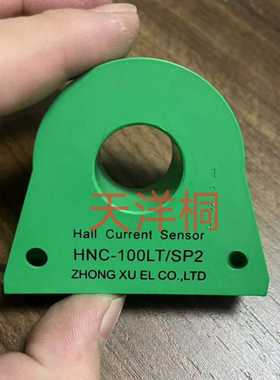 天洋桐
Hall Current Sensor
HNC-100LT/SP2
ZHONG XU EL CO.,LTD